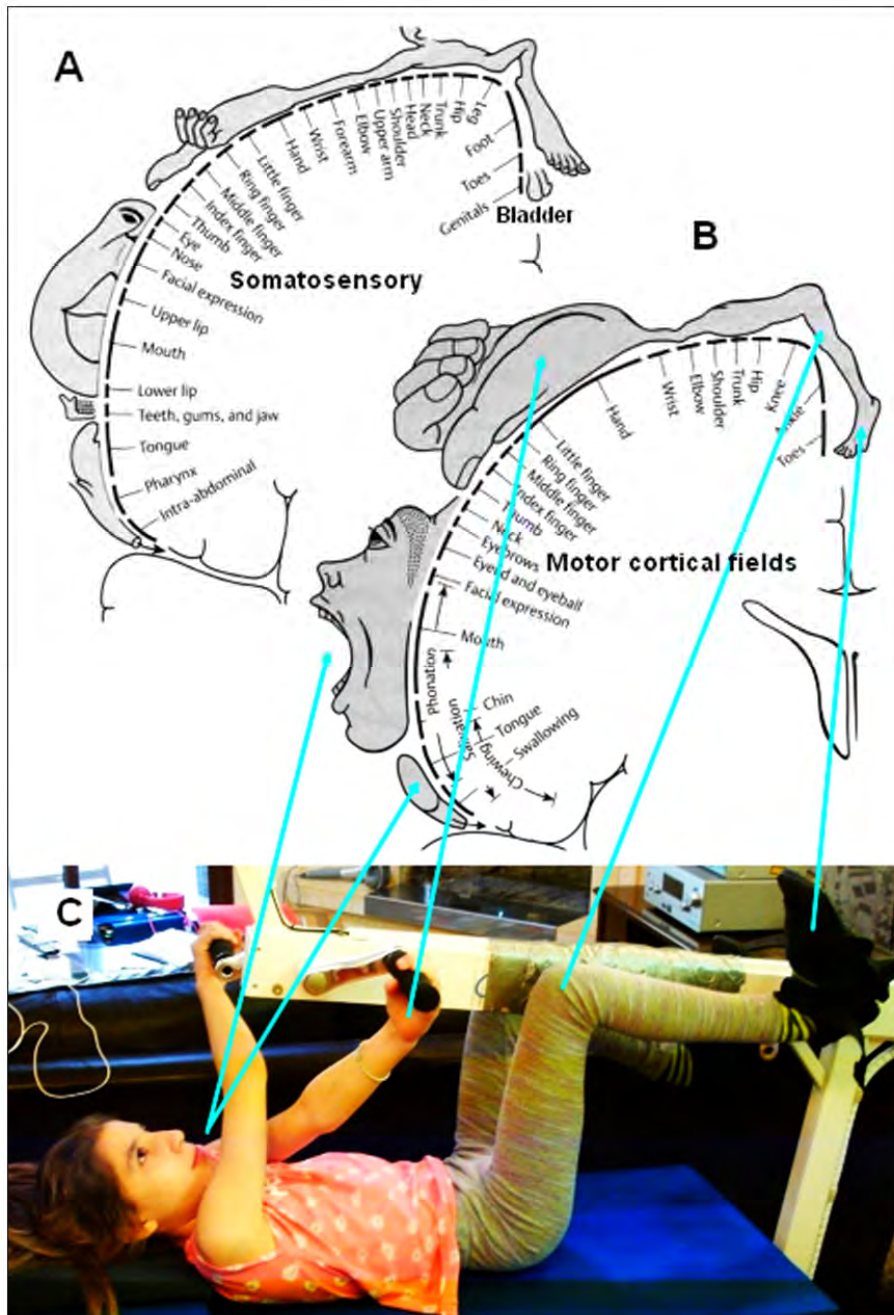 A
Leg
Hip
Trunk
Neck
Head
Shoulder
Upper arm
Elbow
Forearm
Wrist
Hand
Little finger
Ring finger
Middle finger
Index finger
Thumb
Eye
Nose
Facial expression
Upper lip
Mouth
Lower lip
Teeth, gums, and jaw
Tongue
Pharynx
Intra-abdominal
Foot
Toes
Genitals
Bladder
Somatosensory
B
Knee
Hip
Trunk
Shoulder
Elbow
Wrist
Hand
Little finger
Ring finger
Middle finger
Index finger
Thumb
Neck
Eyebrows
Eyelid and eyeball
Facial expression
Mouth
Chin
Tongue
Swallowing
Phonation
Salivation
Chewing
Ankle
Toes
Motor cortical fields
C